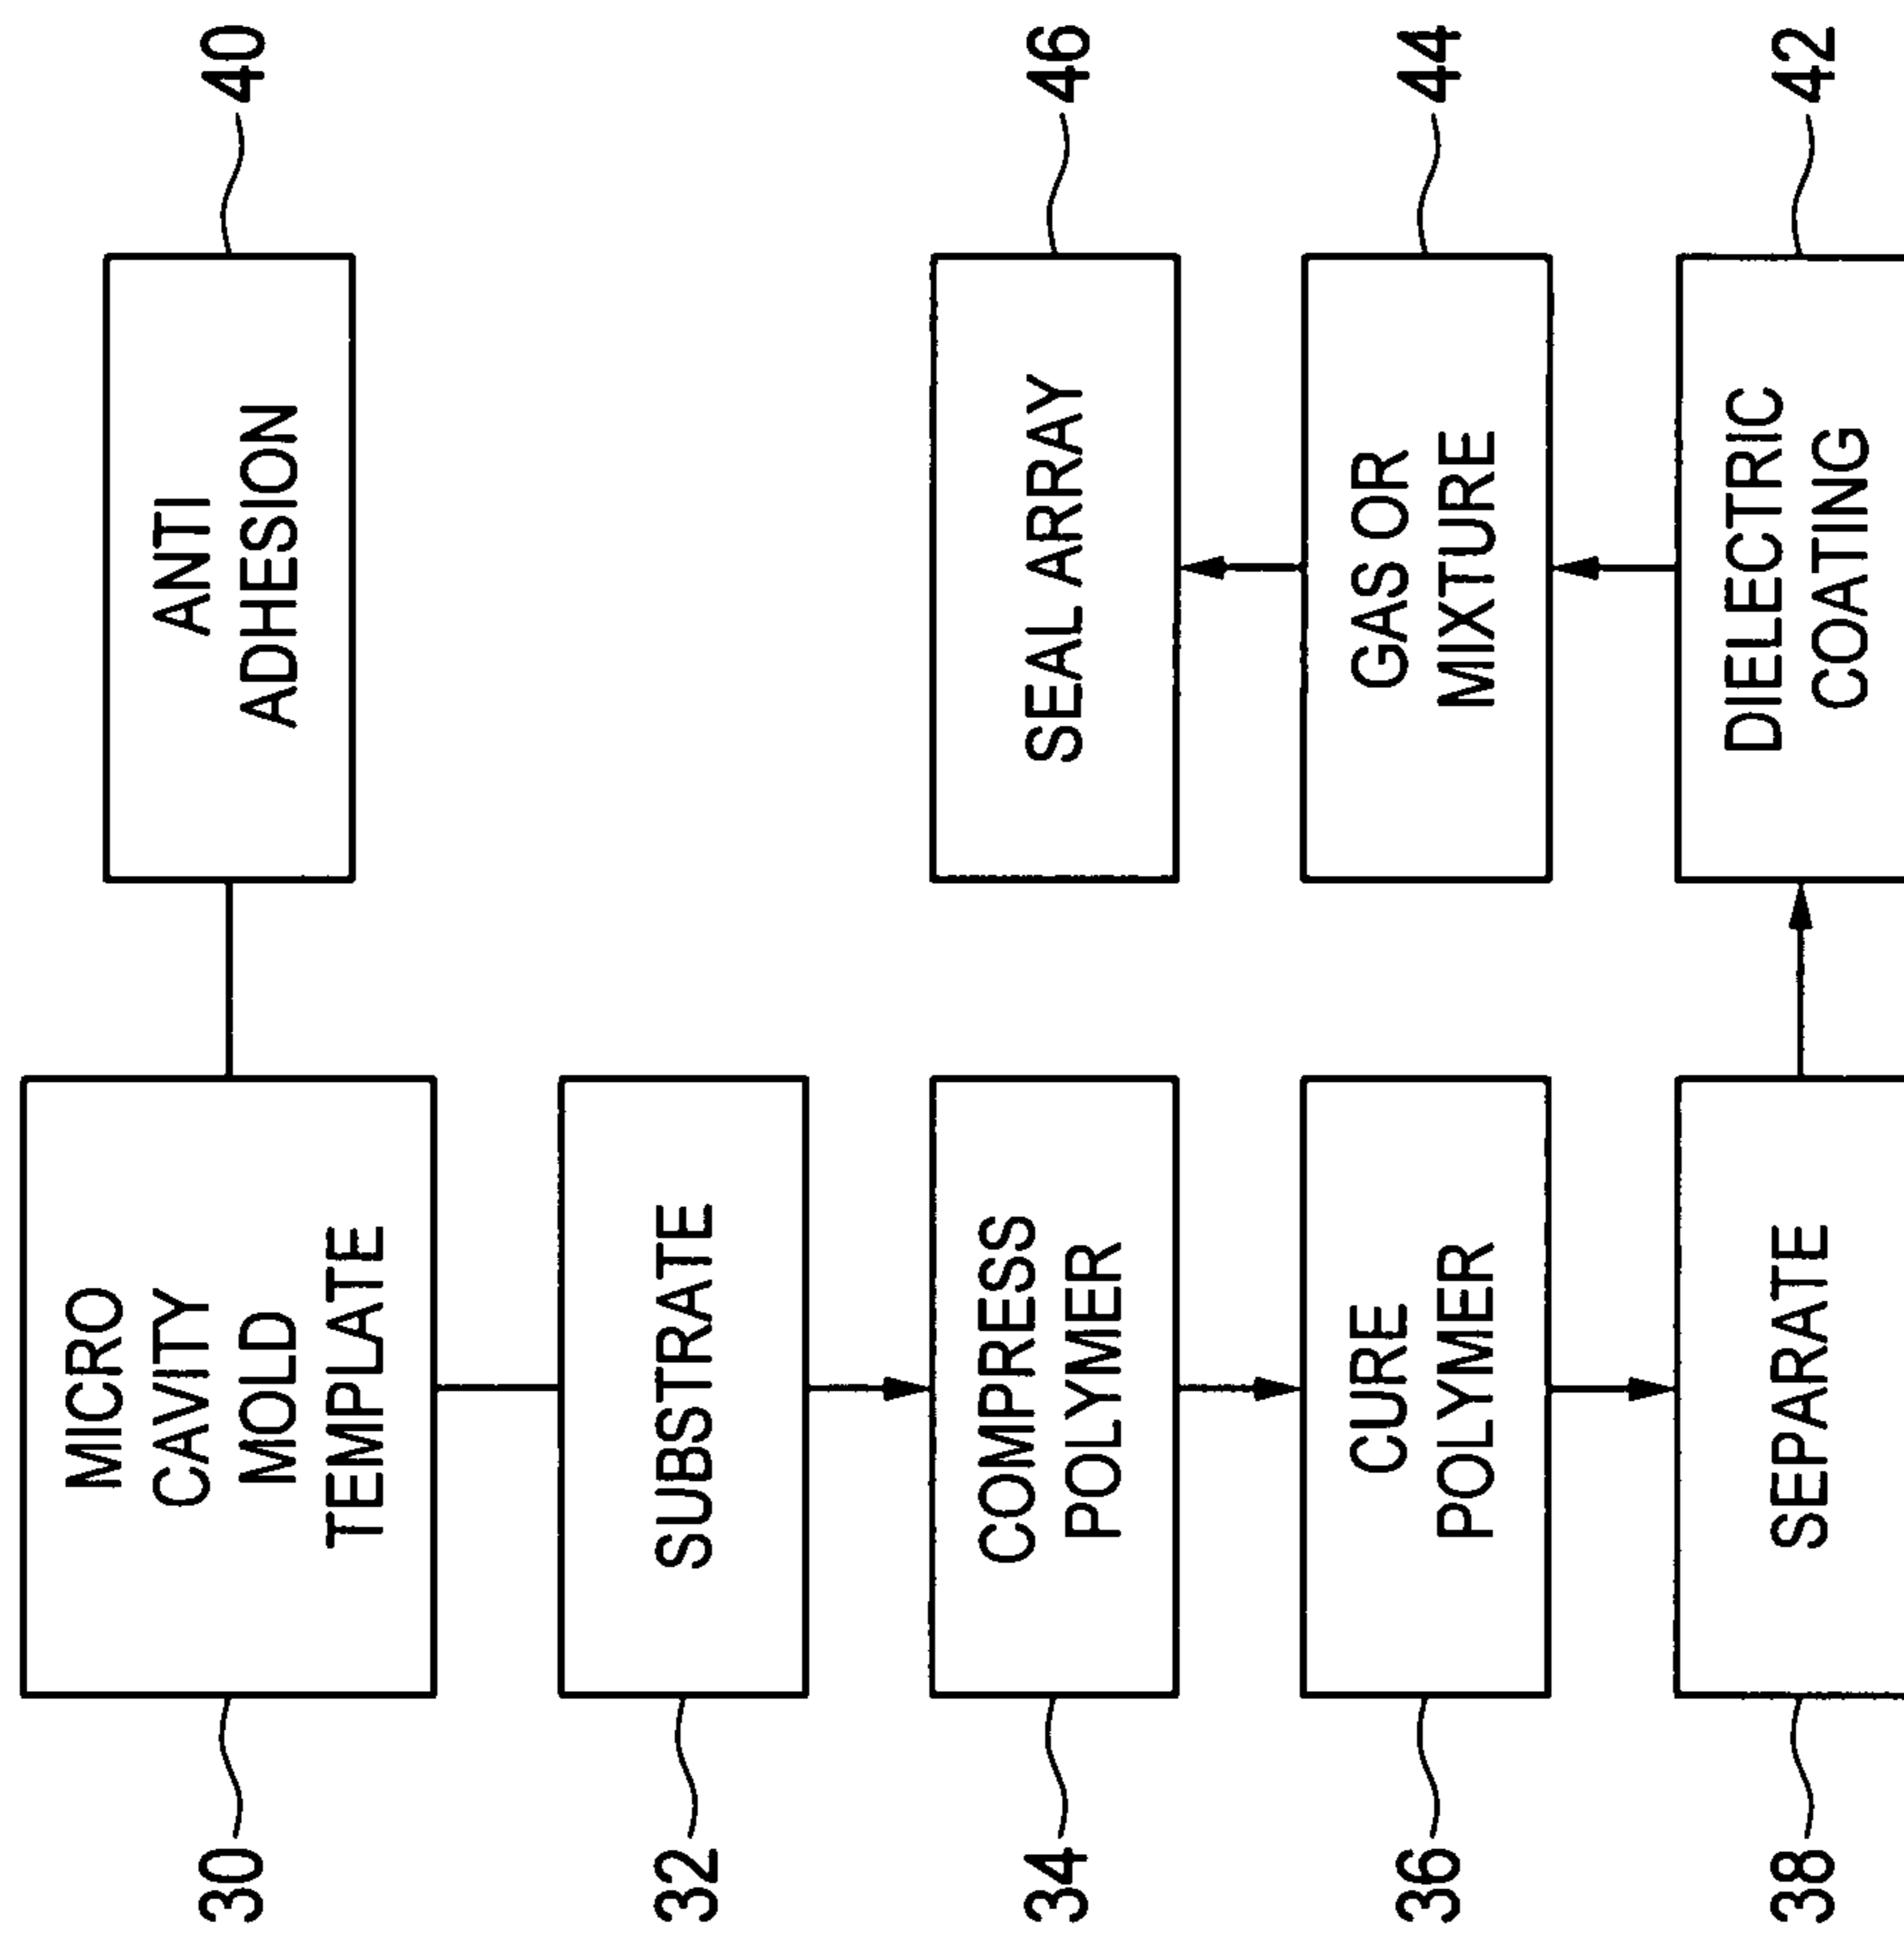 30
MICRO
CAVITY
MOLD
TEMPLATE
ANTI
ADHESION
40
32
SUBSTRATE
34
COMPRESS
POLYMER
SEAL ARRAY
46
36
CURE
POLYMER
GAS OR
MIXTURE
44
38
SEPARATE
DIELECTRIC
COATING
42